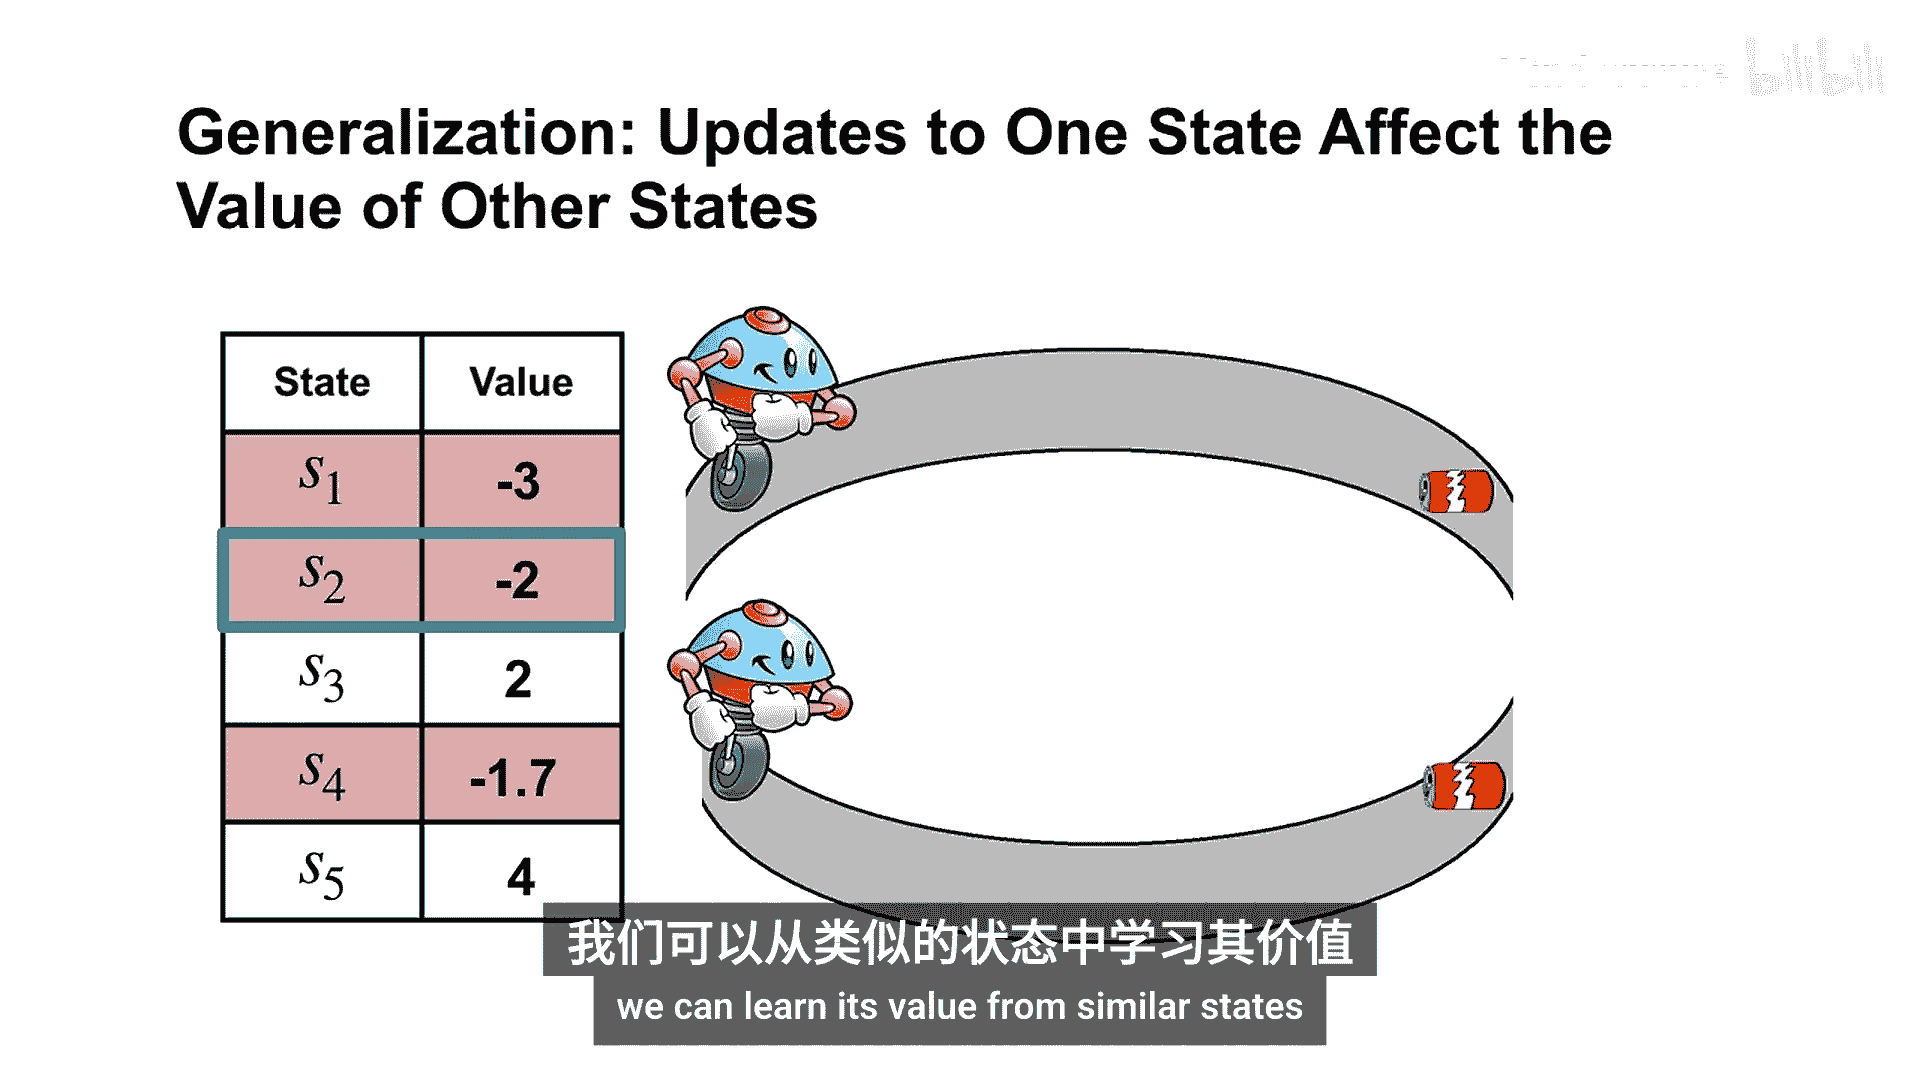 bilibili
Generalization: Updates to One State Affect the
Value of Other States
State Value
s1 -3
s2 -2
s3 2
s4 -1.7
s5 4
我们可以从类似的状态中学习其价值
we can learn its value from similar states